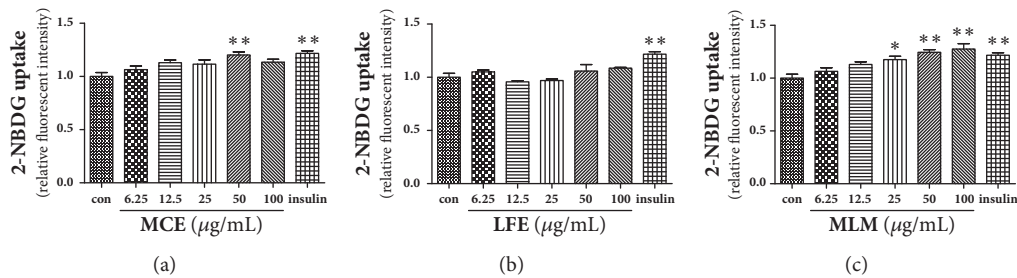 2-NBDG uptake
(relative fluorescent intensity)
1.5
1.0
0.5
0.0
** **
con 6.25 12.5 25 50 100 insulin
MCE (μg/mL)
(a)
2-NBDG uptake
(relative fluorescent intensity)
1.5
1.0
0.5
0.0
**
con 6.25 12.5 25 50 100 insulin
LFE (μg/mL)
(b)
2-NBDG uptake
(relative fluorescent intensity)
1.5
1.0
0.5
0.0
* ** ** **
con 6.25 12.5 25 50 100 insulin
MLM (μg/mL)
(c)